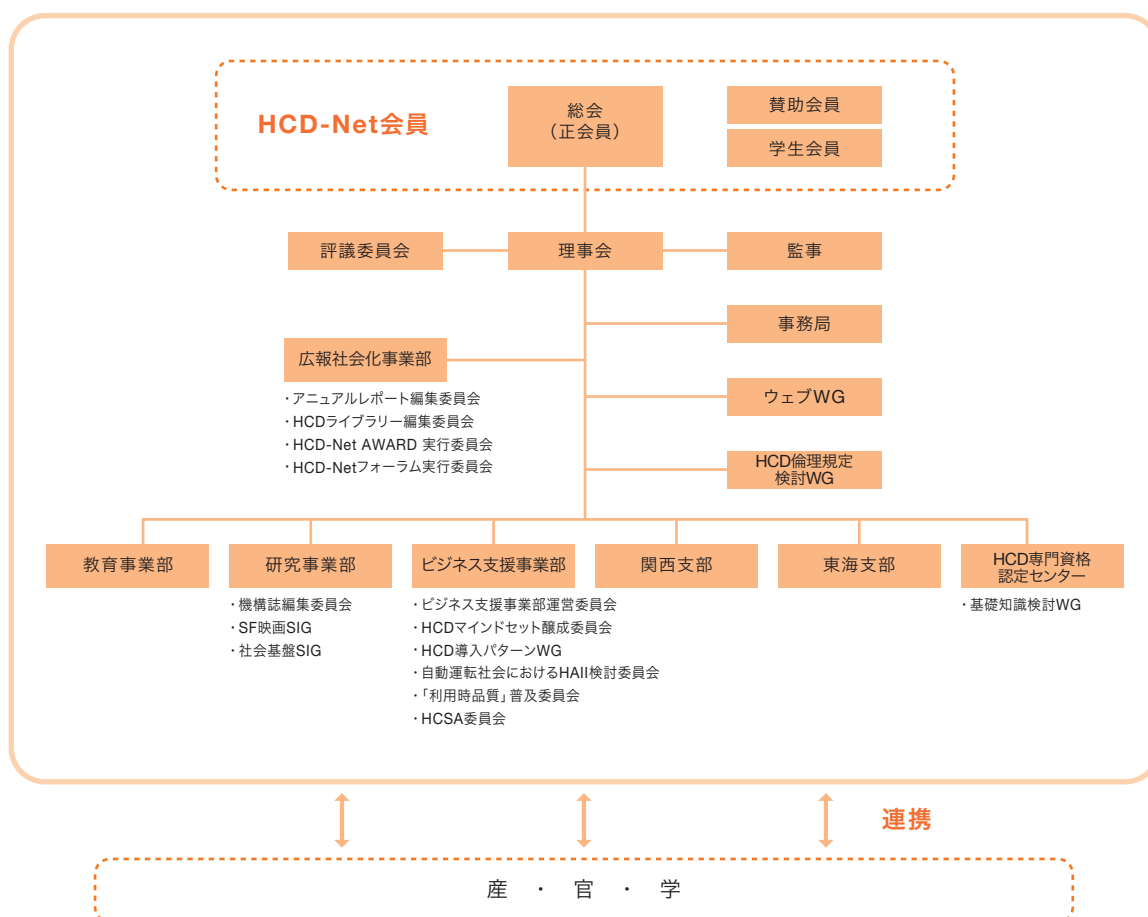 HCD-Net会員
総会
（正会員）
賛助会員
学生会員
評議委員会
理事会
監事
事務局
広報社会化事業部
・アニュアルレポート編集委員会
・HCDライブラリー編集委員会
・HCD-Net AWARD 実行委員会
・HCD-Netフォーラム実行委員会
ウェブWG
HCD倫理規定
検討WG
教育事業部
研究事業部
・機構誌編集委員会
・SF映画SIG
・社会基盤SIG
ビジネス支援事業部
・ビジネス支援事業部運営委員会
・HCDマインドセット醸成委員会
・HCD導入パターンWG
・自動運転社会におけるHAII検討委員会
・「利用時品質」普及委員会
・HCSA委員会
関西支部
東海支部
HCD専門資格
認定センター
・基礎知識検討WG
連携
産 ・ 官 ・ 学